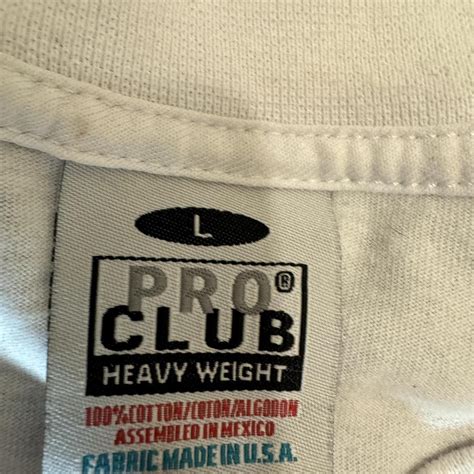 L
PRO®
CLUB
HEAVY WEIGHT
100%COTTON/COTON/ALGODON
ASSEMBLED IN MEXICO
FABRIC MADE IN U.S.A.